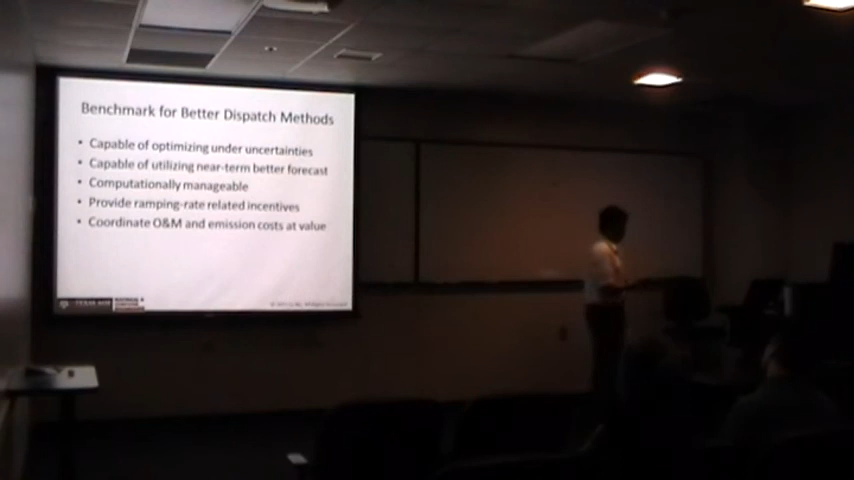 Benchmark for Better Dispatch Methods
• Capable of optimizing under uncertainties
• Capable of utilizing near-term better forecast
• Computationally manageable
• Provide ramping-rate related incentives
• Coordinate O&M and emission costs at value
TEXAS A&M